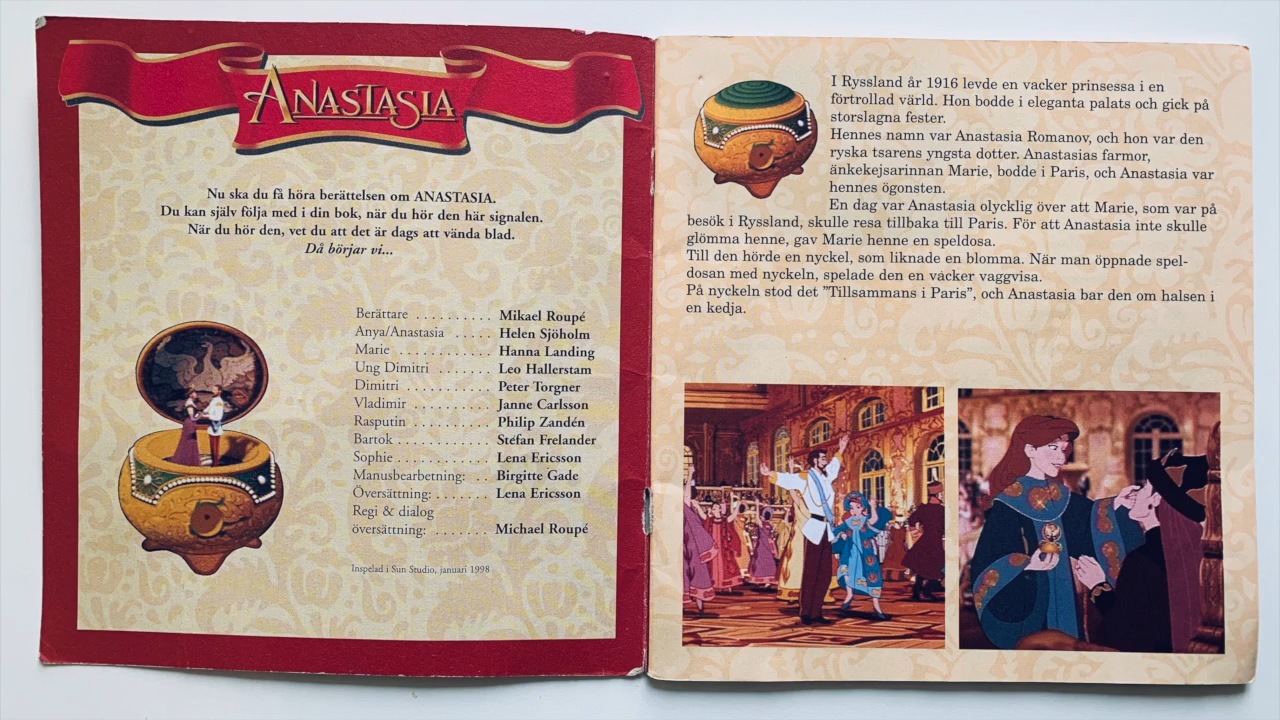 ANASTASIA
Nu ska du få höra berättelsen om ANASTASIA.
Du kan själv följa med i din bok, när du hör den här signalen.
När du hör den, vet du att det är dags att vända blad.
Då börjar vi...
Berättare . . . . . . . . . . Mikael Roupé
Anya/Anastasia . . . . . Helen Sjöholm
Marie . . . . . . . . . . . . Hanna Landing
Ung Dimitri . . . . . . . Leo Hallerstam
Dimitri . . . . . . . . . . . Peter Torgner
Vladimir . . . . . . . . . . Janne Carlsson
Rasputin . . . . . . . . . . Philip Zandén
Bartok . . . . . . . . . . . . Stefan Frelander
Sophie . . . . . . . . . . . . Lena Ericsson
Manusbearbetning: . . Birgitte Gade
Översättning: . . . . . . . Lena Ericsson
Regi & dialog
översättning: . . . . . . . Michael Roupé
Inspelad i Sun Studio, januari 1998
I Ryssland år 1916 levde en vacker prinsessa i en
förtrollad värld. Hon bodde i eleganta palats och gick på
storslagna fester.
Hennes namn var Anastasia Romanov, och hon var den
ryska tsarens yngsta dotter. Anastasias farmor,
änkekejsarinnan Marie, bodde i Paris, och Anastasia var
hennes ögonsten.
En dag var Anastasia olycklig över att Marie, som var på
besök i Ryssland, skulle resa tillbaka till Paris. För att Anastasia inte skulle
glömma henne, gav Marie henne en speldosa.
Till den hörde en nyckel, som liknade en blomma. När man öppnade spel-
dosan med nyckeln, spelade den en vacker vaggvisa.
På nyckeln stod det ”Tillsammans i Paris”, och Anastasia bar den om halsen i
en kedja.